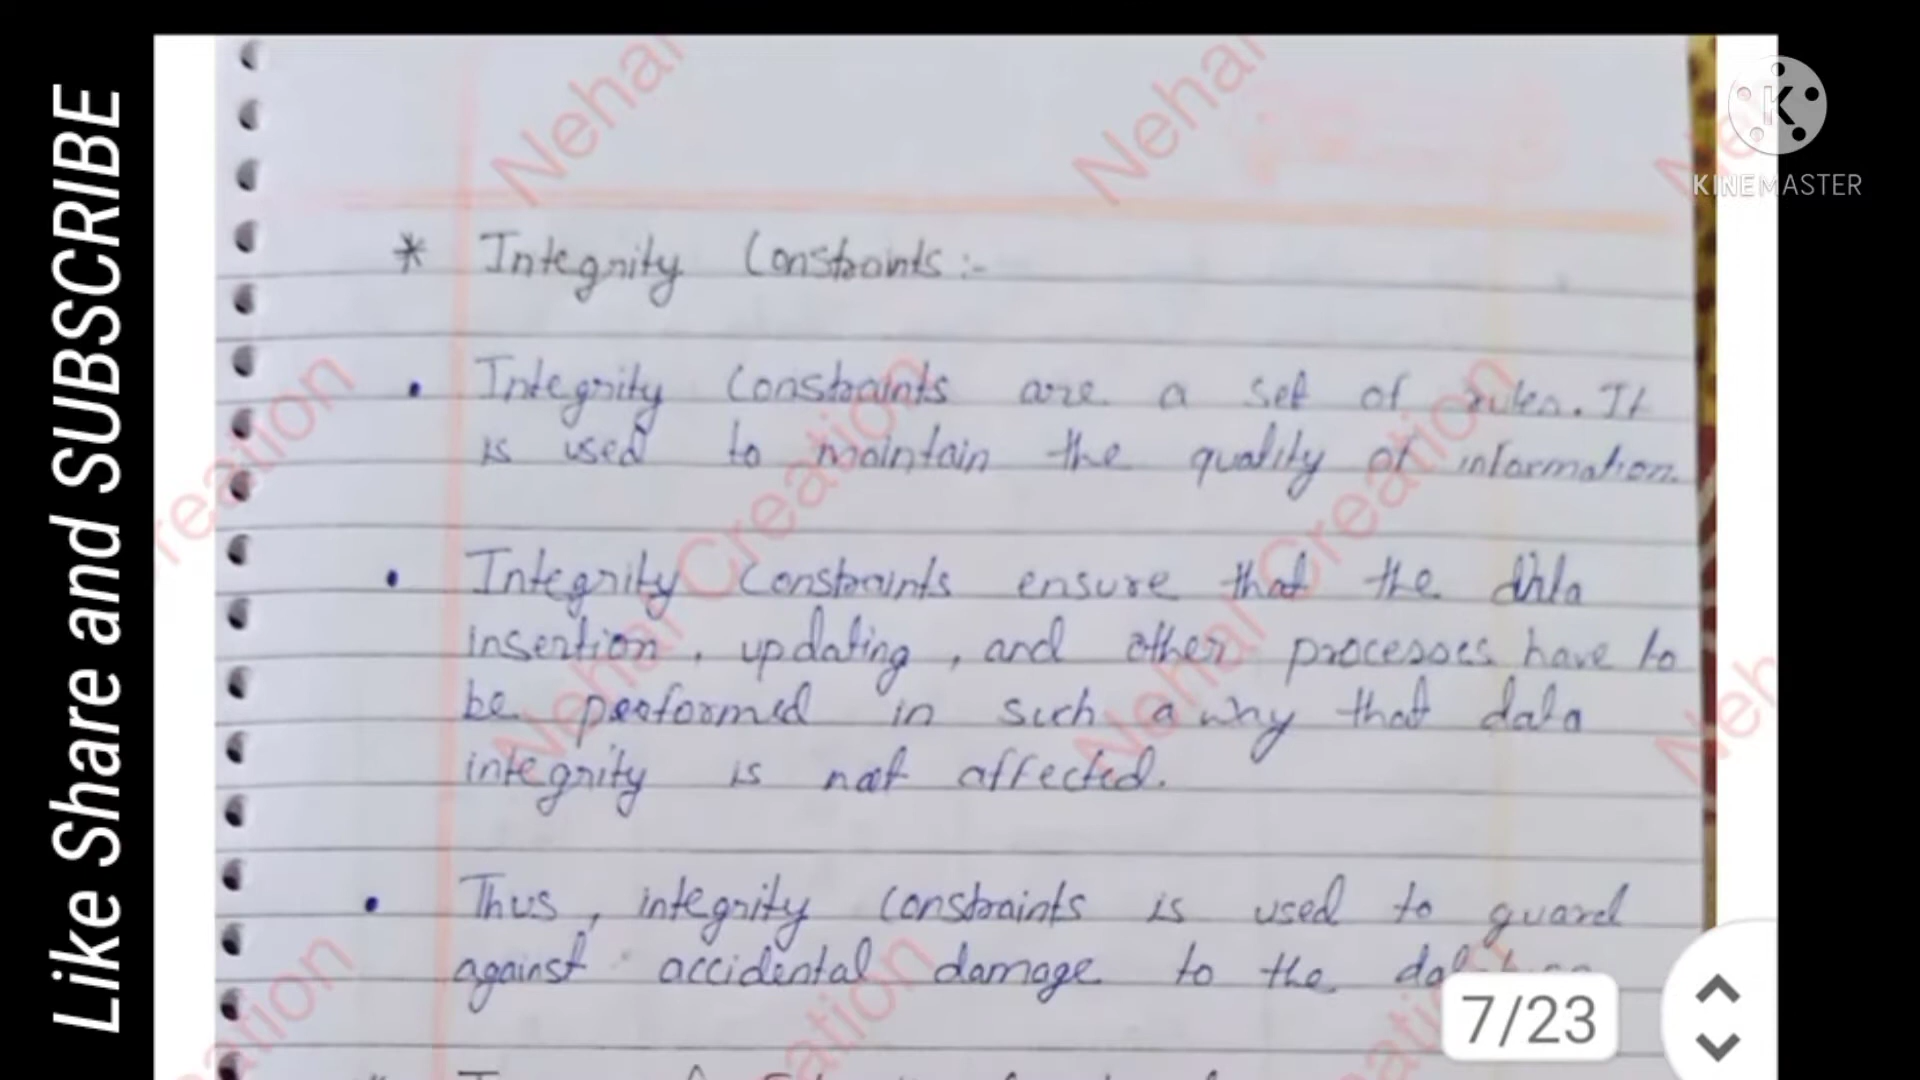 Like Share and SUBSCRIBE
Nehar Creation
KINEMASTER
* Integrity Constraints :-
• Integrity Constraints are a set of rules. It
is used to maintain the quality of information.
• Integrity Constraints ensure that the data
insertion, updating, and other processes have to
be performed in such a way that data
integrity is not affected.
• Thus, integrity constraints is used to guard
against accidental damage to the
7/23